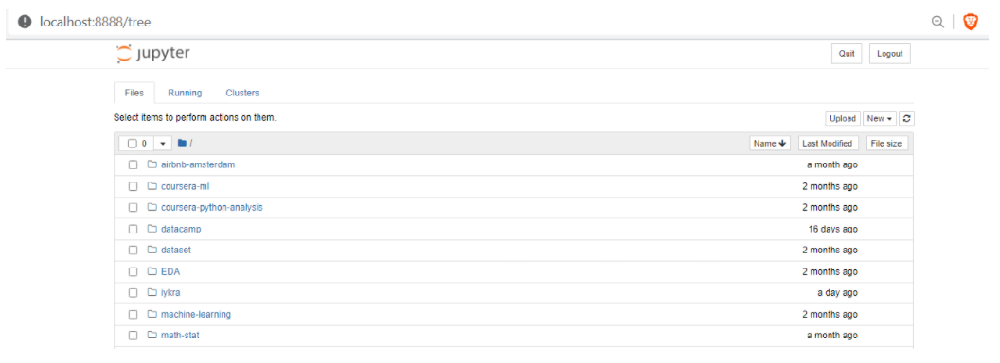 localhost:8888/tree
jupyter
Quit Logout
Files Running Clusters
Select items to perform actions on them.
Upload New
0 / Name Last Modified File size
airbnb-amsterdam a month ago
coursera-ml 2 months ago
coursera-python-analysis 2 months ago
datacamp 16 days ago
dataset 2 months ago
EDA 2 months ago
iykra a day ago
machine-learning 2 months ago
math-stat a month ago